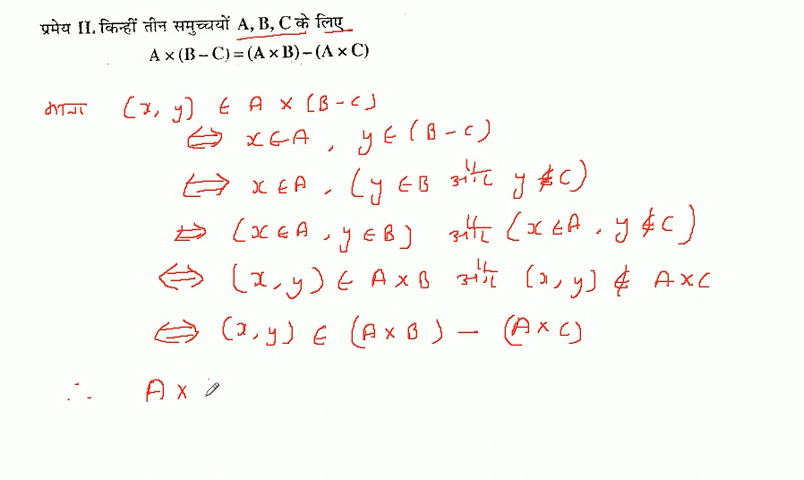 प्रमेय II. किन्हीं तीन समुच्चयों A, B, C के लिए
A × (B – C) = (A × B) – (A × C)
माना (x, y) ∈ A × (B - C)
⇔ x ∈ A , y ∈ (B - C)
⇔ x ∈ A , (y ∈ B और y ∉ C)
⇔ (x ∈ A , y ∈ B) और (x ∈ A , y ∉ C)
⇔ (x, y) ∈ A × B और (x, y) ∉ A × C
⇔ (x, y) ∈ (A × B) – (A × C)
∴ A ×